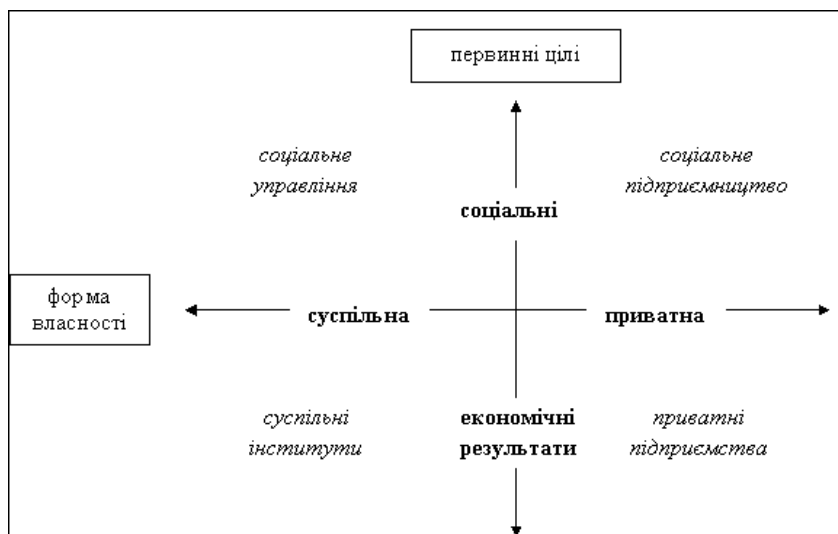 первинні цілі
соціальне
управління
соціальне
підприємництво
соціальні
форма
власності
суспільна
приватна
суспільні
інститути
економічні
результати
приватні
підприємства